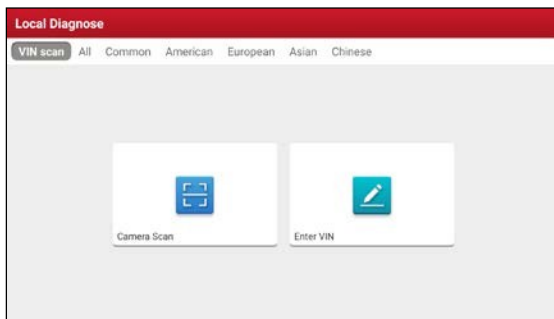 Local Diagnose
VIN scan All Common American European Asian Chinese
Camera Scan Enter VIN